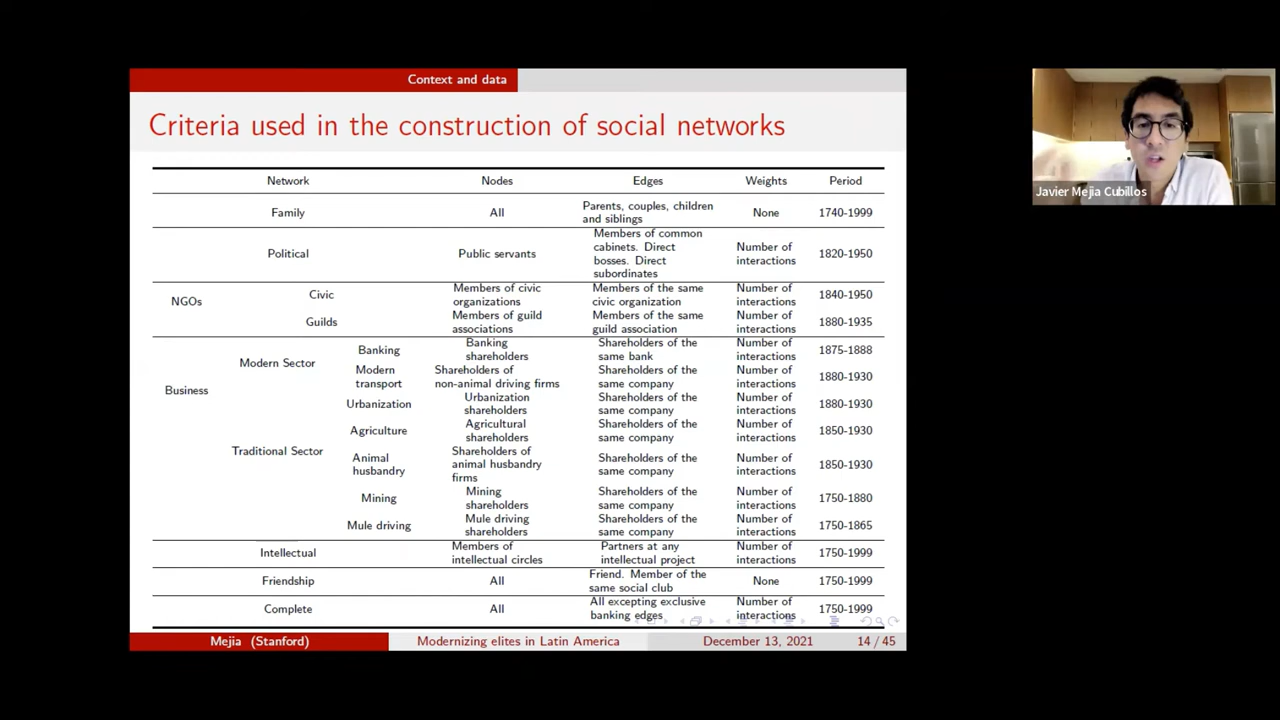 Context and data
Criteria used in the construction of social networks
Network Nodes Edges Weights Period
Family All Parents, couples, children and siblings None 1740-1999
Political Public servants Members of common cabinets. Direct bosses. Direct subordinates Number of interactions 1820-1950
NGOs
Civic Members of civic organizations Members of the same civic organization Number of interactions 1840-1950
Guilds Members of guild associations Members of the same guild association Number of interactions 1880-1935
Business
Modern Sector
Banking Banking shareholders Shareholders of the same bank Number of interactions 1875-1888
Modern transport Shareholders of non-animal driving firms Shareholders of the same company Number of interactions 1880-1930
Urbanization Urbanization shareholders Shareholders of the same company Number of interactions 1880-1930
Traditional Sector
Agriculture Agricultural shareholders Shareholders of the same company Number of interactions 1850-1930
Animal husbandry Shareholders of animal husbandry firms Shareholders of the same company Number of interactions 1850-1930
Mining Mining shareholders Shareholders of the same company Number of interactions 1750-1880
Mule driving Mule driving shareholders Shareholders of the same company Number of interactions 1750-1865
Intellectual Members of intellectual circles Partners at any intellectual project Number of interactions 1750-1999
Friendship All Friend. Member of the same social club None 1750-1999
Complete All All excepting exclusive banking edges Number of interactions 1750-1999
Mejia (Stanford) Modernizing elites in Latin America December 13, 2021 14 / 45
Javier Mejia Cubillos